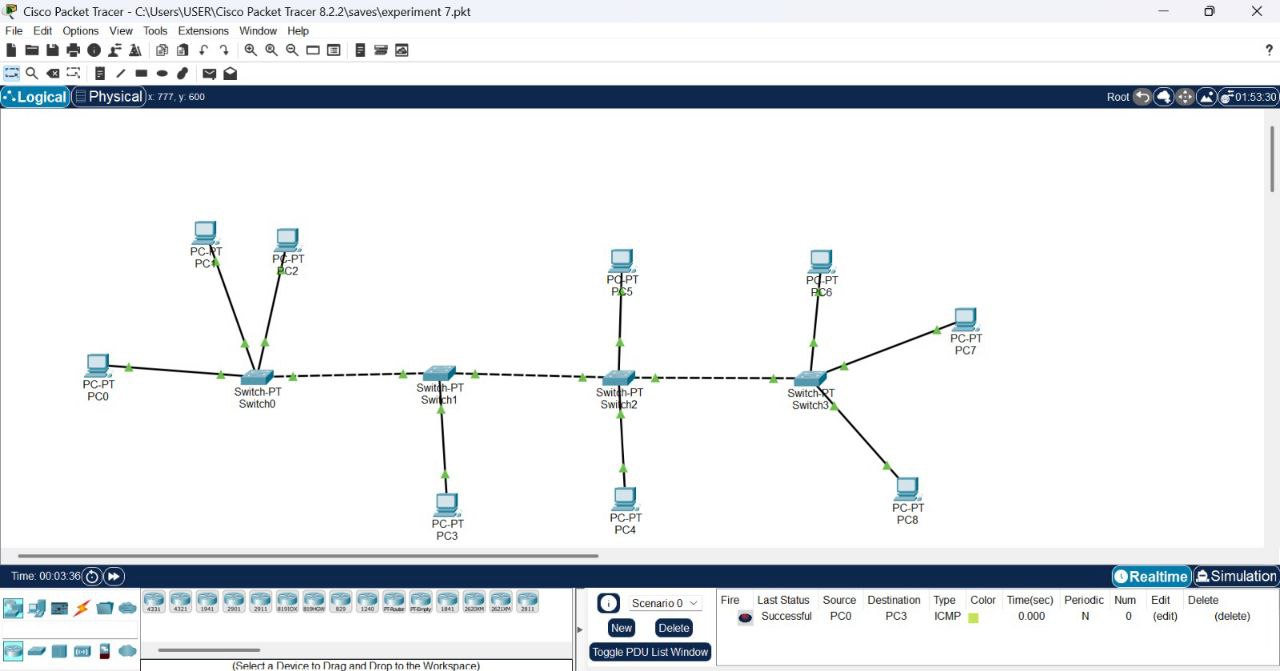 Cisco Packet Tracer - C:\Users\USER\Cisco Packet Tracer 8.2.2\saves\experiment 7.pkt
File Edit Options View Tools Extensions Window Help
?
Logical Physical x: 777, y: 600 Root 01:53:30
PC-PT
PC1
PC-PT
PC2
PC-PT
PC5
PC-PT
PC6
PC-PT
PC7
PC-PT
PC0
Switch-PT
Switch0
Switch-PT
Switch1
Switch-PT
Switch2
Switch-PT
Switch3
PC-PT
PC3
PC-PT
PC4
PC-PT
PC8
Time: 00:03:36 Realtime Simulation
4331 4321 1941 2901 2911 819IOX 819HGW 829 1240 PT-Router PT-Empty 1841 2620XM 2621XM 2811
(Select a Device to Drag and Drop to the Workspace)
Scenario 0
New Delete
Toggle PDU List Window
Fire Last Status Source Destination Type Color Time(sec) Periodic Num Edit Delete
Successful PC0 PC3 ICMP 0.000 N 0 (edit) (delete)